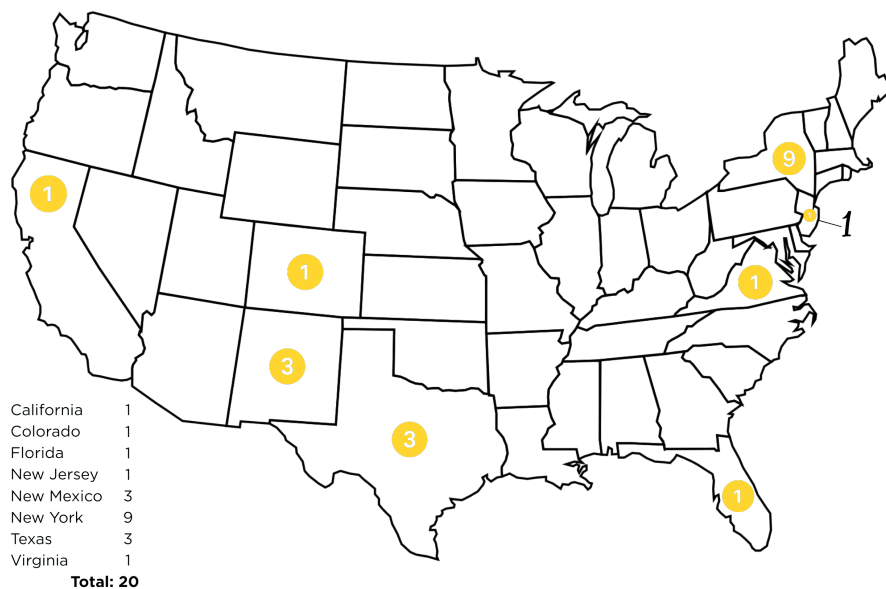 9
1
1
1
1
1
3
3
1
California 1
Colorado 1
Florida 1
New Jersey 1
New Mexico 3
New York 9
Texas 3
Virginia 1
Total: 20